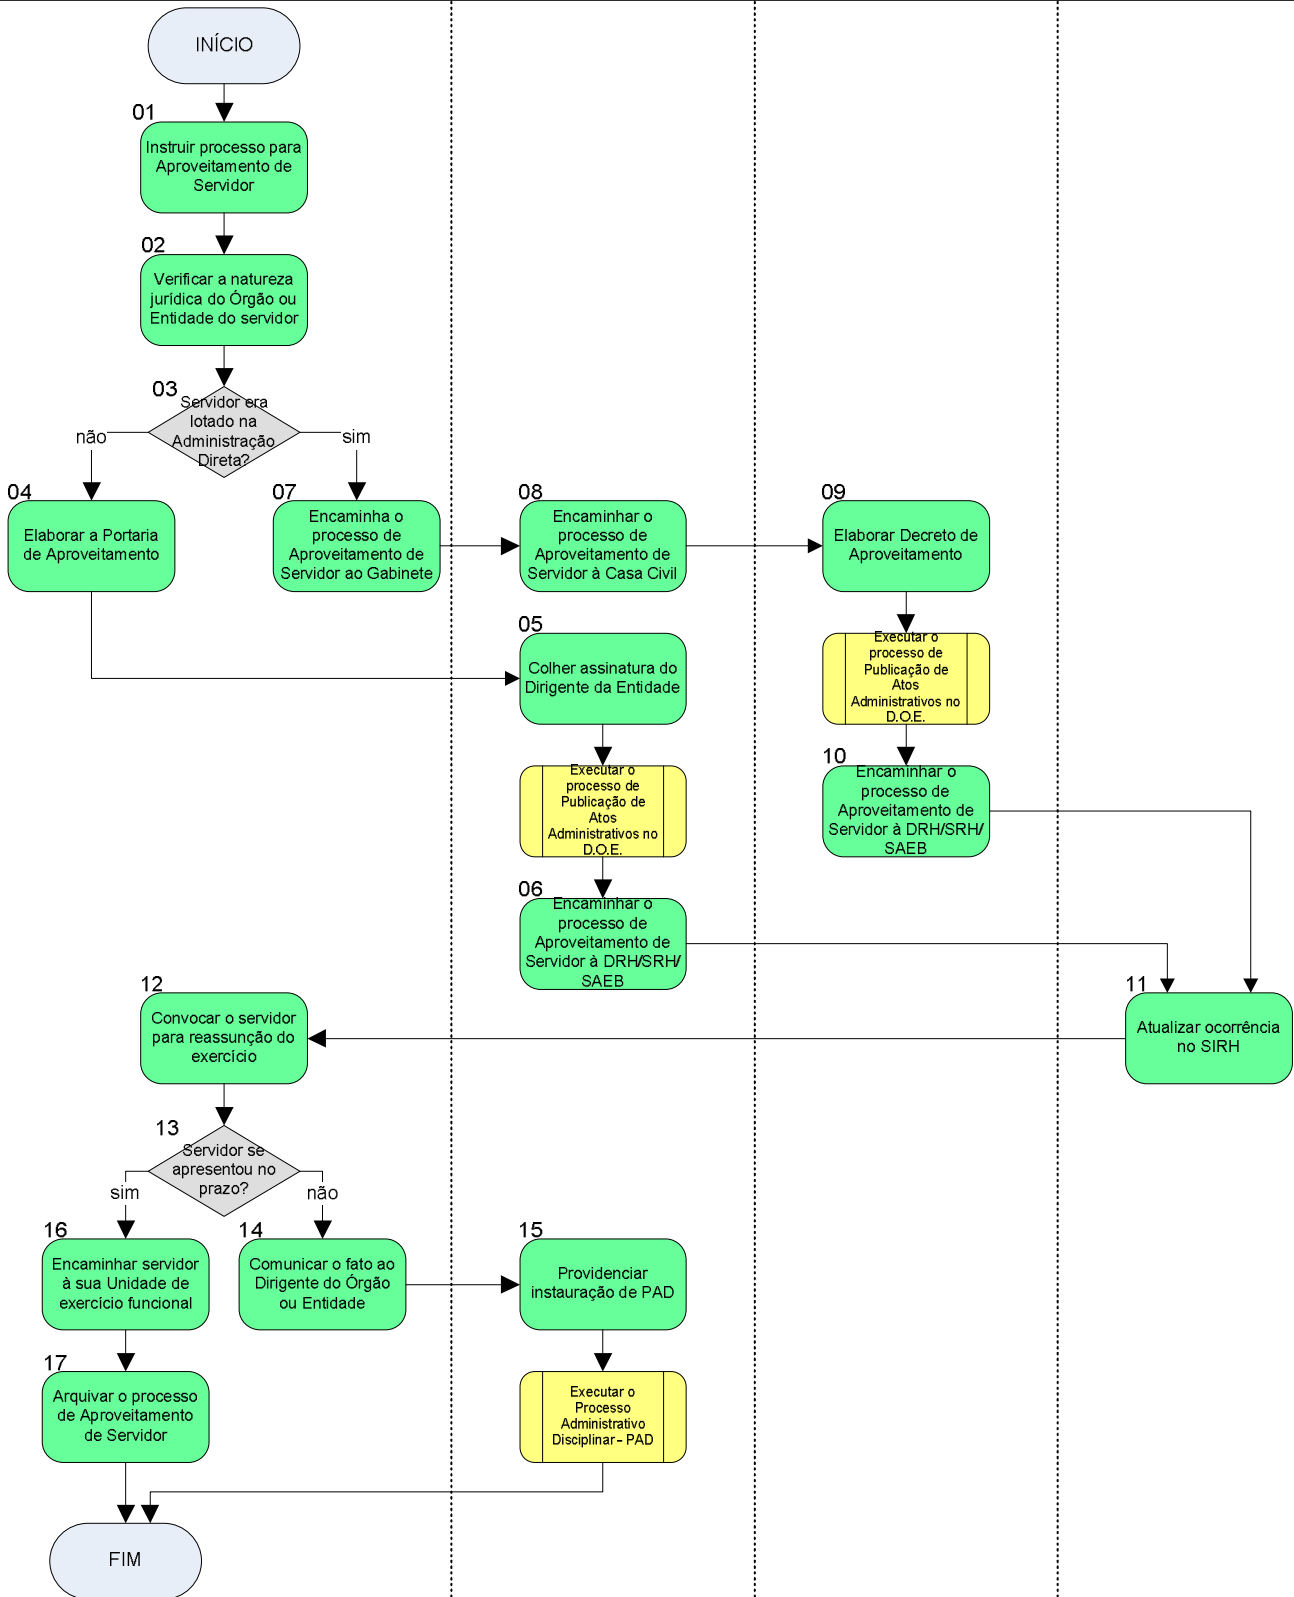 INÍCIO
01
Instruir processo para
Aproveitamento de
Servidor
02
Verificar a natureza
jurídica do Órgão ou
Entidade do servidor
03
Servidor era
lotado na
Administração
Direta?
não
sim
04
Elaborar a Portaria
de Aproveitamento
07
Encaminha o
processo de
Aproveitamento de
Servidor ao Gabinete
08
Encaminhar o
processo de
Aproveitamento de
Servidor à Casa Civil
09
Elaborar Decreto de
Aproveitamento
05
Colher assinatura do
Dirigente da Entidade
Executar o
processo de
Publicação de
Atos
Administrativos no
D.O.E.
Executar o
processo de
Publicação de
Atos
Administrativos no
D.O.E.
10
Encaminhar o
processo de
Aproveitamento de
Servidor à DRH/SRH/
SAEB
06
Encaminhar o
processo de
Aproveitamento de
Servidor à DRH/SRH/
SAEB
11
Atualizar ocorrência
no SIRH
12
Convocar o servidor
para reassunção do
exercício
13
Servidor se
apresentou no
prazo?
sim
não
16
Encaminhar servidor
à sua Unidade de
exercício funcional
14
Comunicar o fato ao
Dirigente do Órgão
ou Entidade
15
Providenciar
instauração de PAD
17
Arquivar o processo
de Aproveitamento
de Servidor
Executar o
Processo
Administrativo
Disciplinar – PAD
FIM